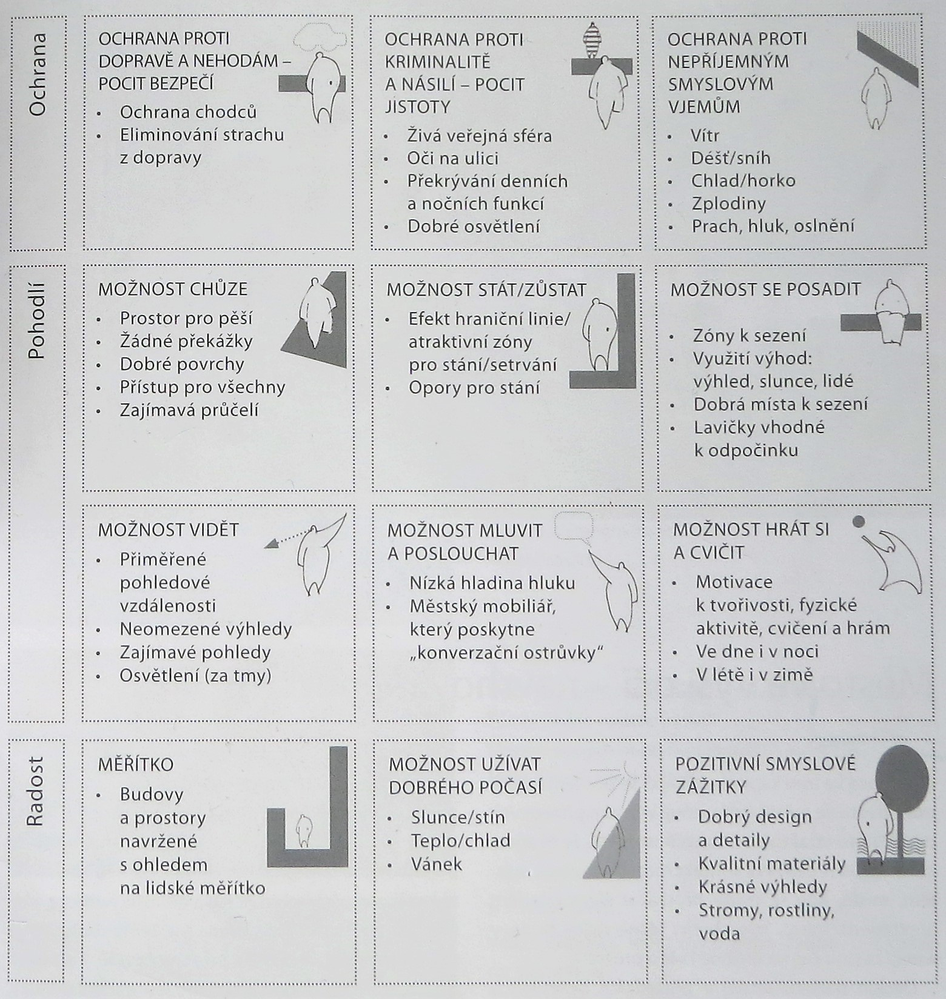 Ochrana
OCHRANA PROTI
DOPRAVĚ A NEHODÁM –
POCIT BEZPEČÍ
• Ochrana chodců
• Eliminování strachu
z dopravy
OCHRANA PROTI
KRIMINALITĚ
A NÁSILÍ – POCIT
JISTOTY
• Živá veřejná sféra
• Oči na ulici
• Překrývání denních
a nočních funkcí
• Dobré osvětlení
OCHRANA PROTI
NEPŘÍJEMNÝM
SMYSLOVÝM
VJEMŮM
• Vítr
• Déšť/sníh
• Chlad/horko
• Zplodiny
• Prach, hluk, oslnění
Pohodlí
MOŽNOST CHŮZE
• Prostor pro pěší
• Žádné překážky
• Dobré povrchy
• Přístup pro všechny
• Zajímavá průčelí
MOŽNOST STÁT/ZŮSTAT
• Efekt hraniční linie/
atraktivní zóny
pro stání/setrvání
• Opory pro stání
MOŽNOST SE POSADIT
• Zóny k sezení
• Využití výhod:
výhled, slunce, lidé
• Dobrá místa k sezení
• Lavičky vhodné
k odpočinku
MOŽNOST VIDĚT
• Přiměřené
pohledové
vzdálenosti
• Neomezené výhledy
• Zajímavé pohledy
• Osvětlení (za tmy)
MOŽNOST MLUVIT
A POSLOUCHAT
• Nízká hladina hluku
• Městský mobiliář,
který poskytne
„konverzační ostrůvky“
MOŽNOST HRÁT SI
A CVIČIT
• Motivace
k tvořivosti, fyzické
aktivitě, cvičení a hrám
• Ve dne i v noci
• V létě i v zimě
Radost
MĚŘÍTKO
• Budovy
a prostory
navržené
s ohledem
na lidské měřítko
MOŽNOST UŽÍVAT
DOBRÉHO POČASÍ
• Slunce/stín
• Teplo/chlad
• Vánek
POZITIVNÍ SMYSLOVÉ
ZÁŽITKY
• Dobrý design
a detaily
• Kvalitní materiály
• Krásné výhledy
• Stromy, rostliny,
voda